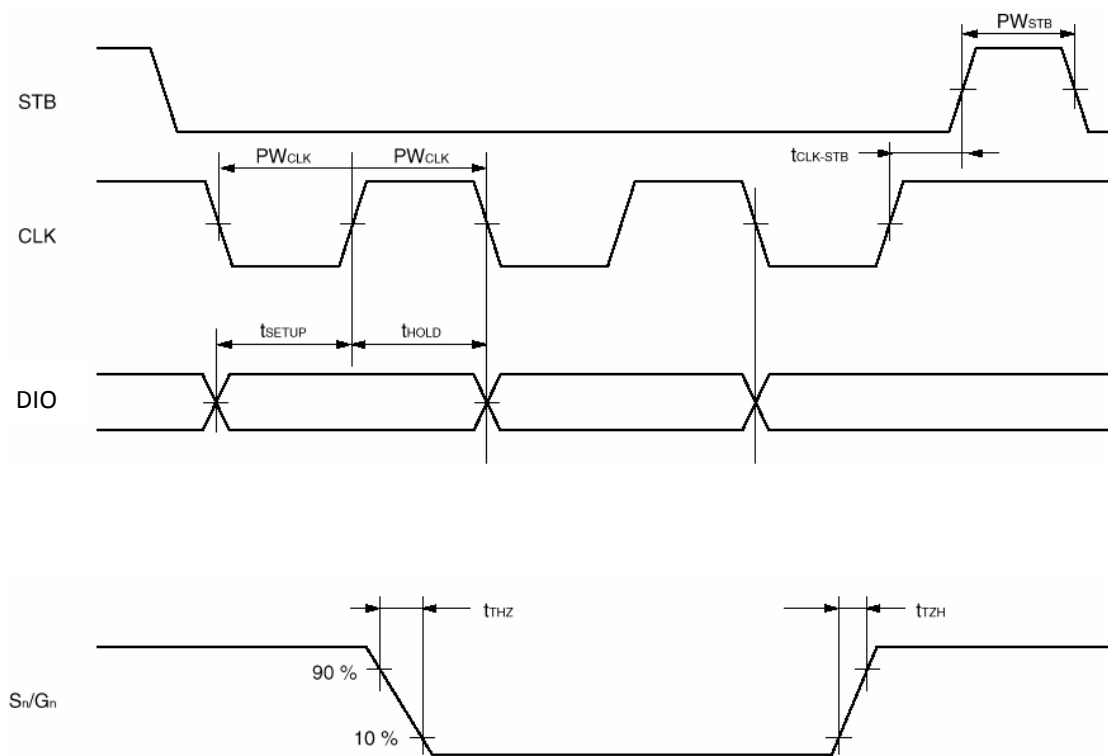 PWSTB
STB
PWCLK PWCLK tCLK-STB
CLK
tSETUP tHOLD
DIO
tTHZ tTZH
90 %
Sn/Gn
10 %